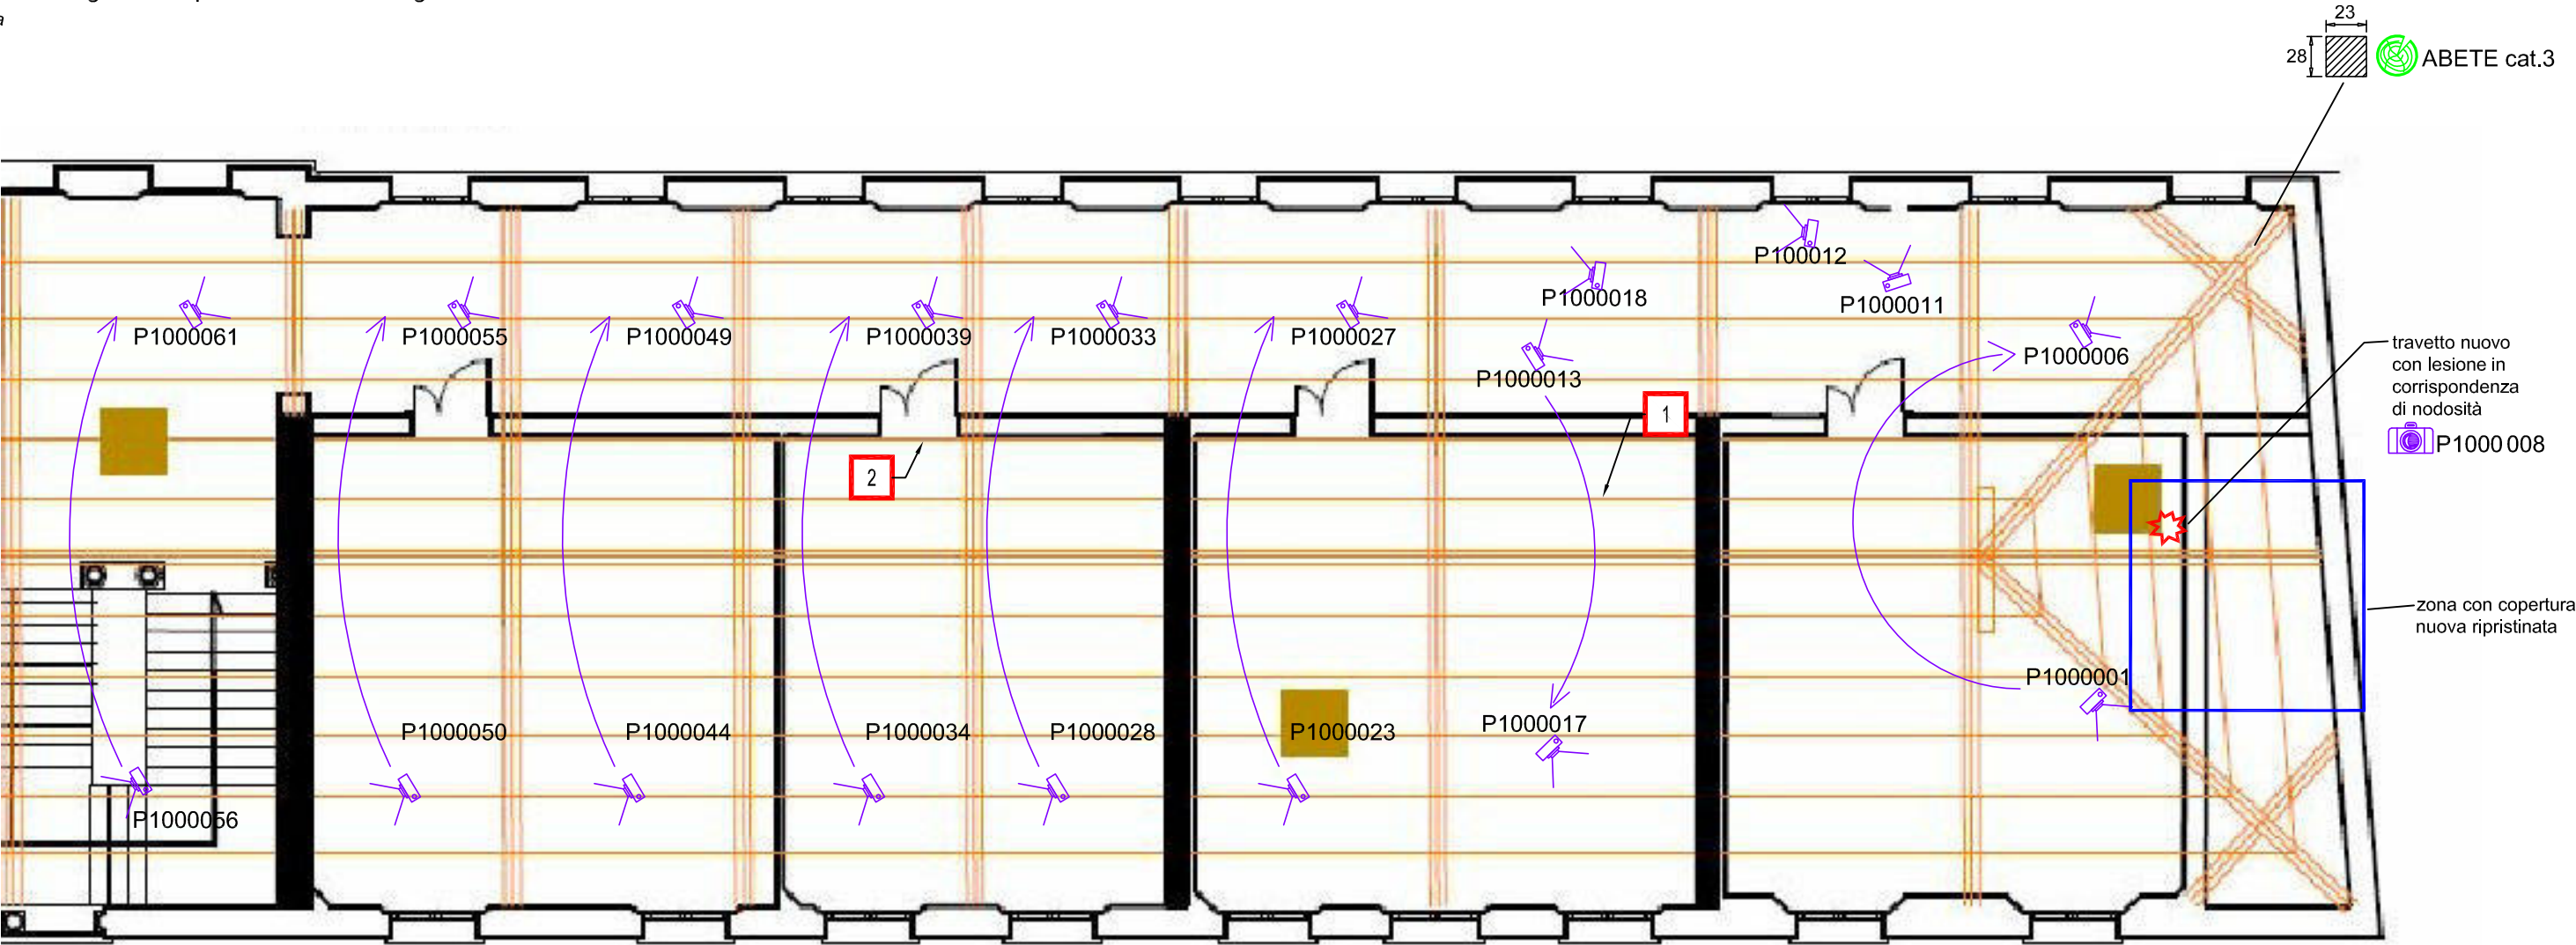 a
23
28
ABETE cat.3
P100012
P1000018
P1000011
P1000061
P1000055
P1000049
P1000039
P1000033
P1000027
P1000013
P1000006
travetto nuovo
con lesione in
corrispondenza
di nodosità
P1000 008
1
2
zona con copertura
nuova ripristinata
P1000001
P1000050
P1000044
P1000034
P1000028
P1000023
P1000017
P1000056